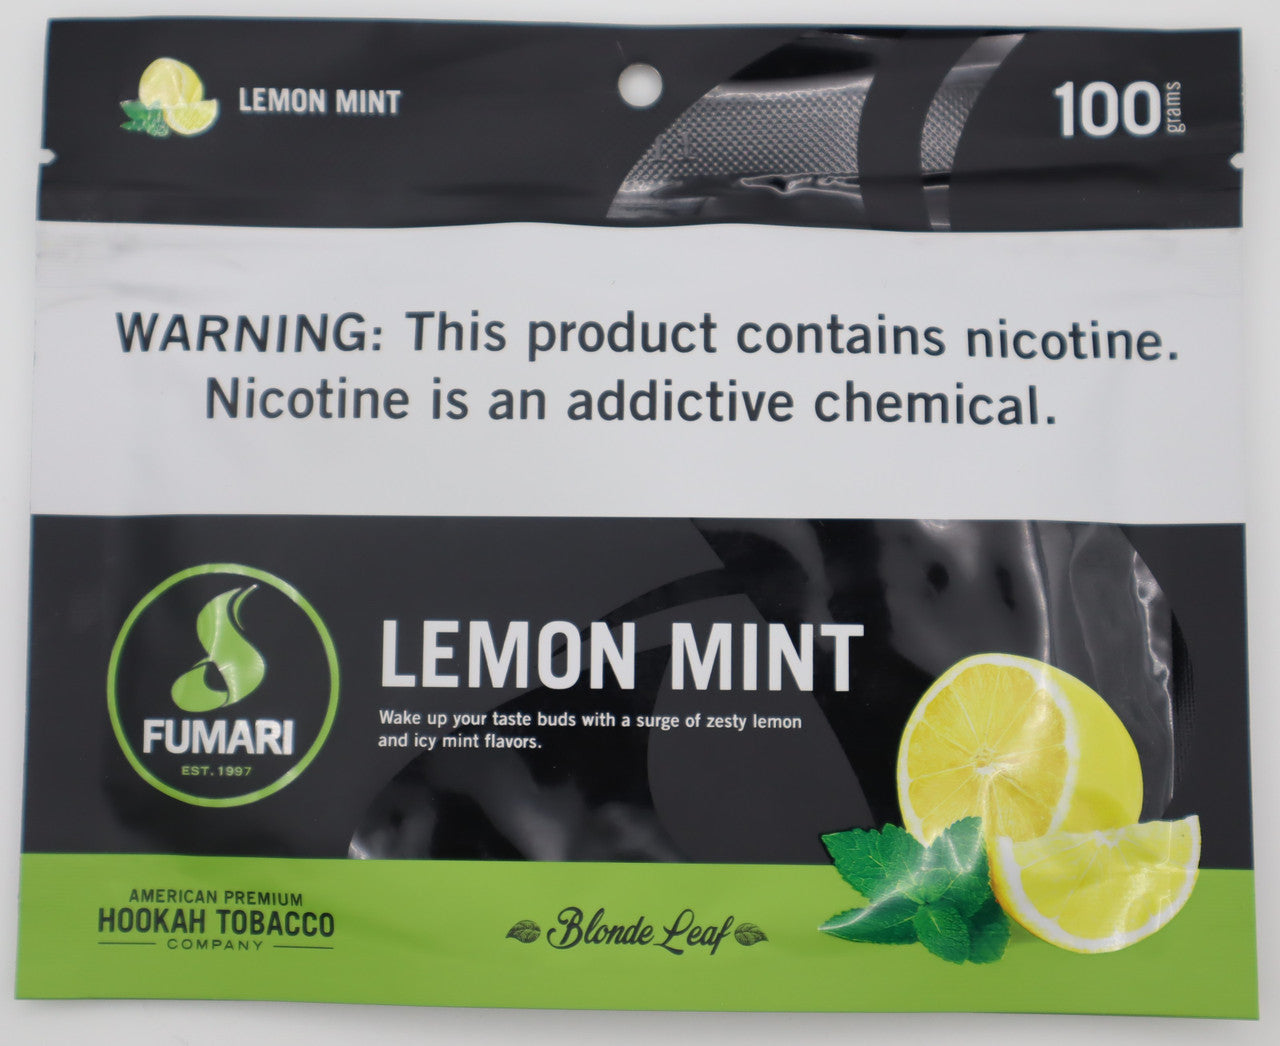 LEMON MINT
100 grams
WARNING: This product contains nicotine.
Nicotine is an addictive chemical.
FUMARI
EST. 1997
LEMON MINT
Wake up your taste buds with a surge of zesty lemon
and icy mint flavors.
AMERICAN PREMIUM
HOOKAH TOBACCO
COMPANY
Blonde Leaf